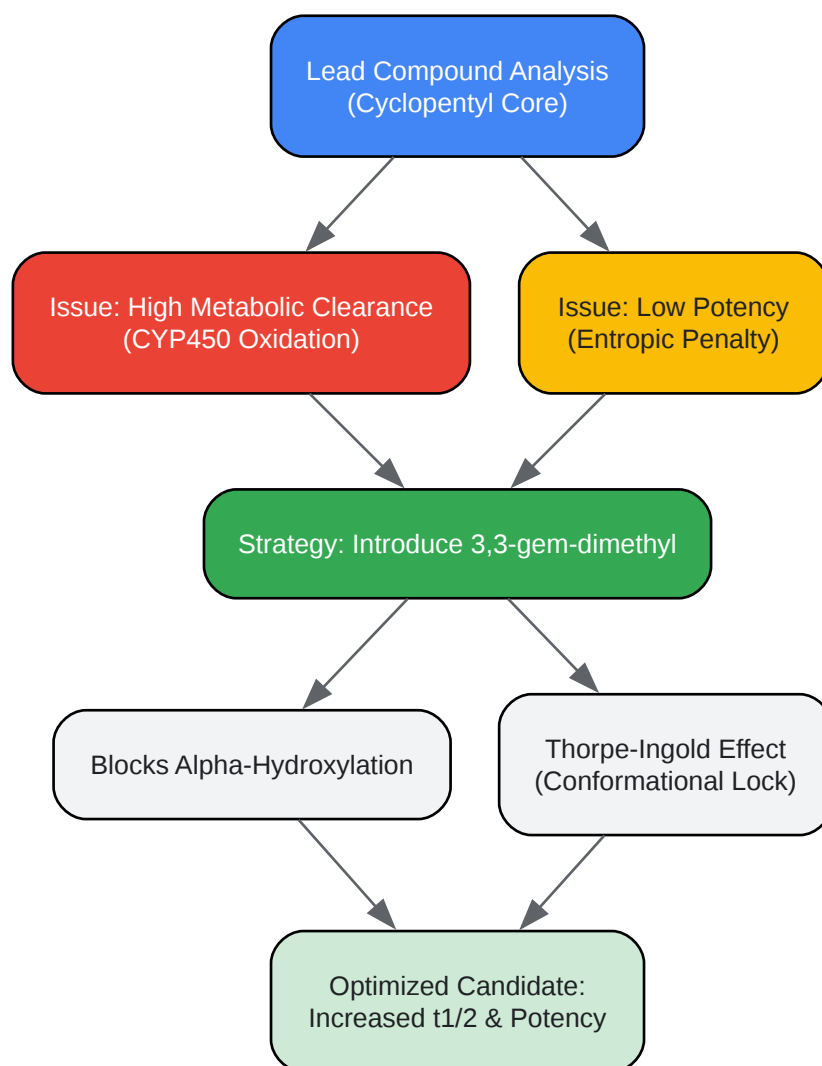 Lead Compound Analysis
(Cyclopentyl Core)
Issue: High Metabolic Clearance
(CYP450 Oxidation)
Issue: Low Potency
(Entropic Penalty)
Strategy: Introduce 3,3-gem-dimethyl
Blocks Alpha-Hydroxylation
Thorpe-Ingold Effect
(Conformational Lock)
Optimized Candidate:
Increased t1/2 & Potency